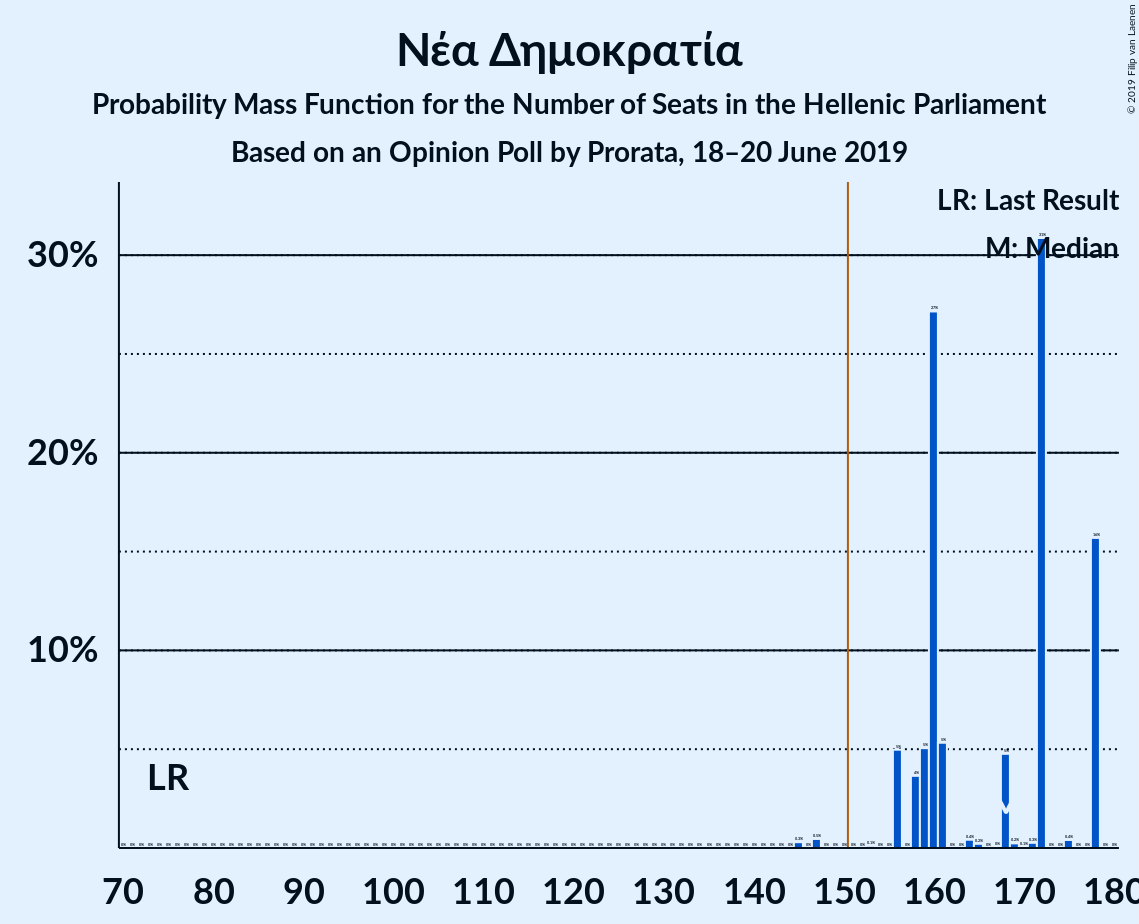 Νέα Δημοκρατία
Probability Mass Function for the Number of Seats in the Hellenic Parliament
Based on an Opinion Poll by Prorata, 18–20 June 2019
© 2019 Filip van Laenen
LR: Last Result
M: Median
30%
20%
10%
LR
70 80 90 100 110 120 130 140 150 160 170 180